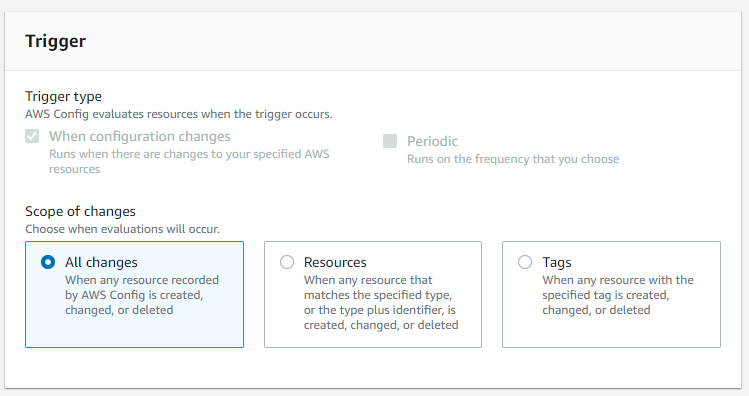 Trigger
Trigger type
AWS Config evaluates resources when the trigger occurs.
When configuration changes
Runs when there are changes to your specified AWS
resources
Periodic
Runs on the frequency that you choose
Scope of changes
Choose when evaluations will occur.
All changes
When any resource recorded
by AWS Config is created,
changed, or deleted
Resources
When any resource that
matches the specified type,
or the type plus identifier, is
created, changed, or deleted
Tags
When any resource with the
specified tag is created,
changed, or deleted